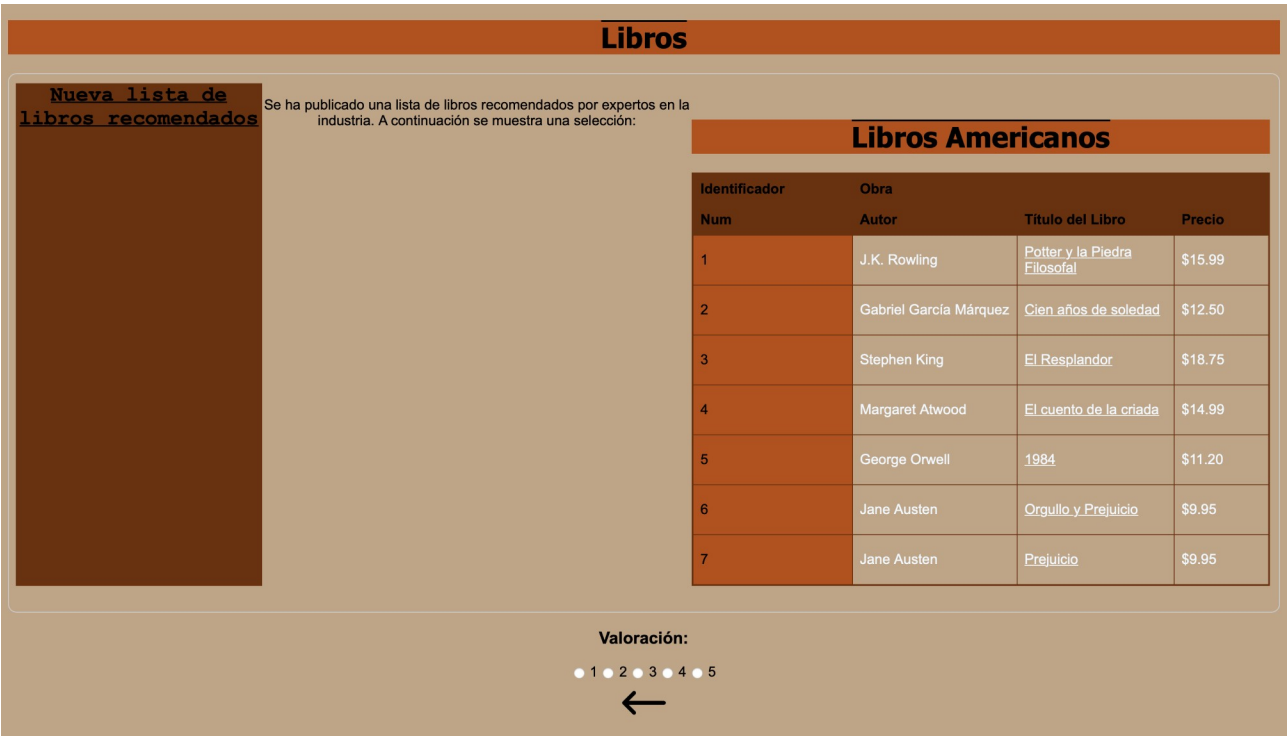 Libros
Nueva lista de
libros recomendados
Se ha publicado una lista de libros recomendados por expertos en la
industria. A continuación se muestra una selección:
Libros Americanos
Identificador Obra
Num Autor Título del Libro Precio
1 J.K. Rowling Potter y la Piedra
Filosofal $15.99
2 Gabriel García Márquez Cien años de soledad $12.50
3 Stephen King El Resplandor $18.75
4 Margaret Atwood El cuento de la criada $14.99
5 George Orwell 1984 $11.20
6 Jane Austen Orgullo y Prejuicio $9.95
7 Jane Austen Prejuicio $9.95
Valoración:
1 2 3 4 5